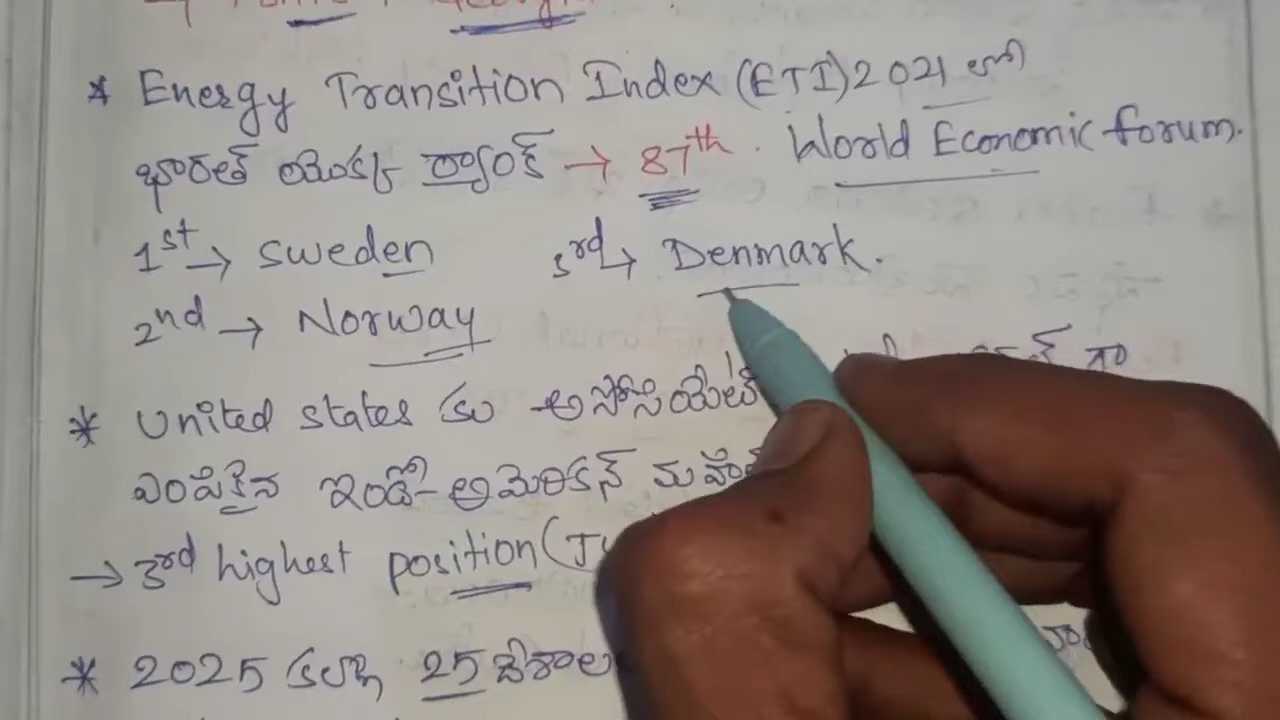 * Energy Transition Index (ETI) 2021 లో
భారత్ యొక్క ర్యాంక్ → 87th. World Economic forum.
1st → Sweden 3rd → Denmark.
2nd → Norway
* United states కు అసోసియేట్
ఎంపికైన ఇండో-అమెరికన్
→ 3rd highest position (
* 2025 కల్లా 25 దేశాల